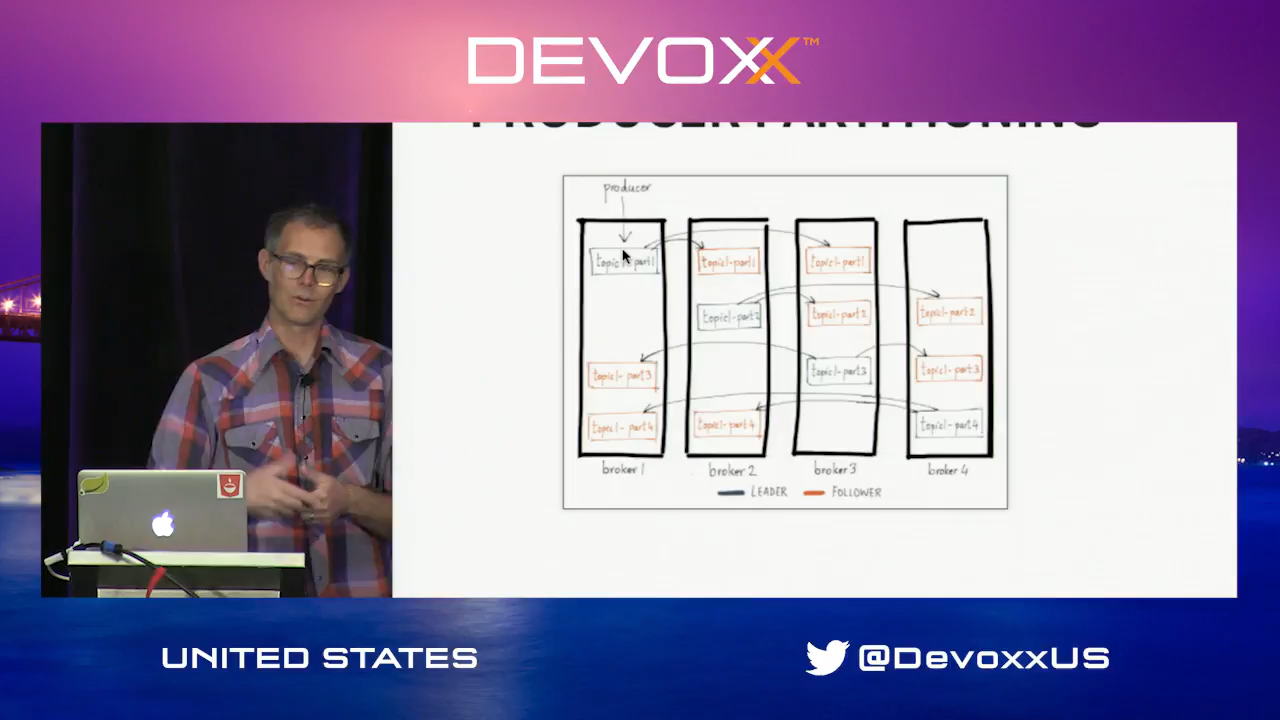 DEVOXX™
PRODUCER PARTITIONING
producer
topic1-part1 topic1-part1 topic1-part1
topic1-part2 topic1-part2 topic1-part2
topic1-part3 topic1-part3 topic1-part3
topic1-part4 topic1-part4 topic1-part4
broker 1 broker 2 broker 3 broker 4
LEADER FOLLOWER
UNITED STATES
@DevoxxUS